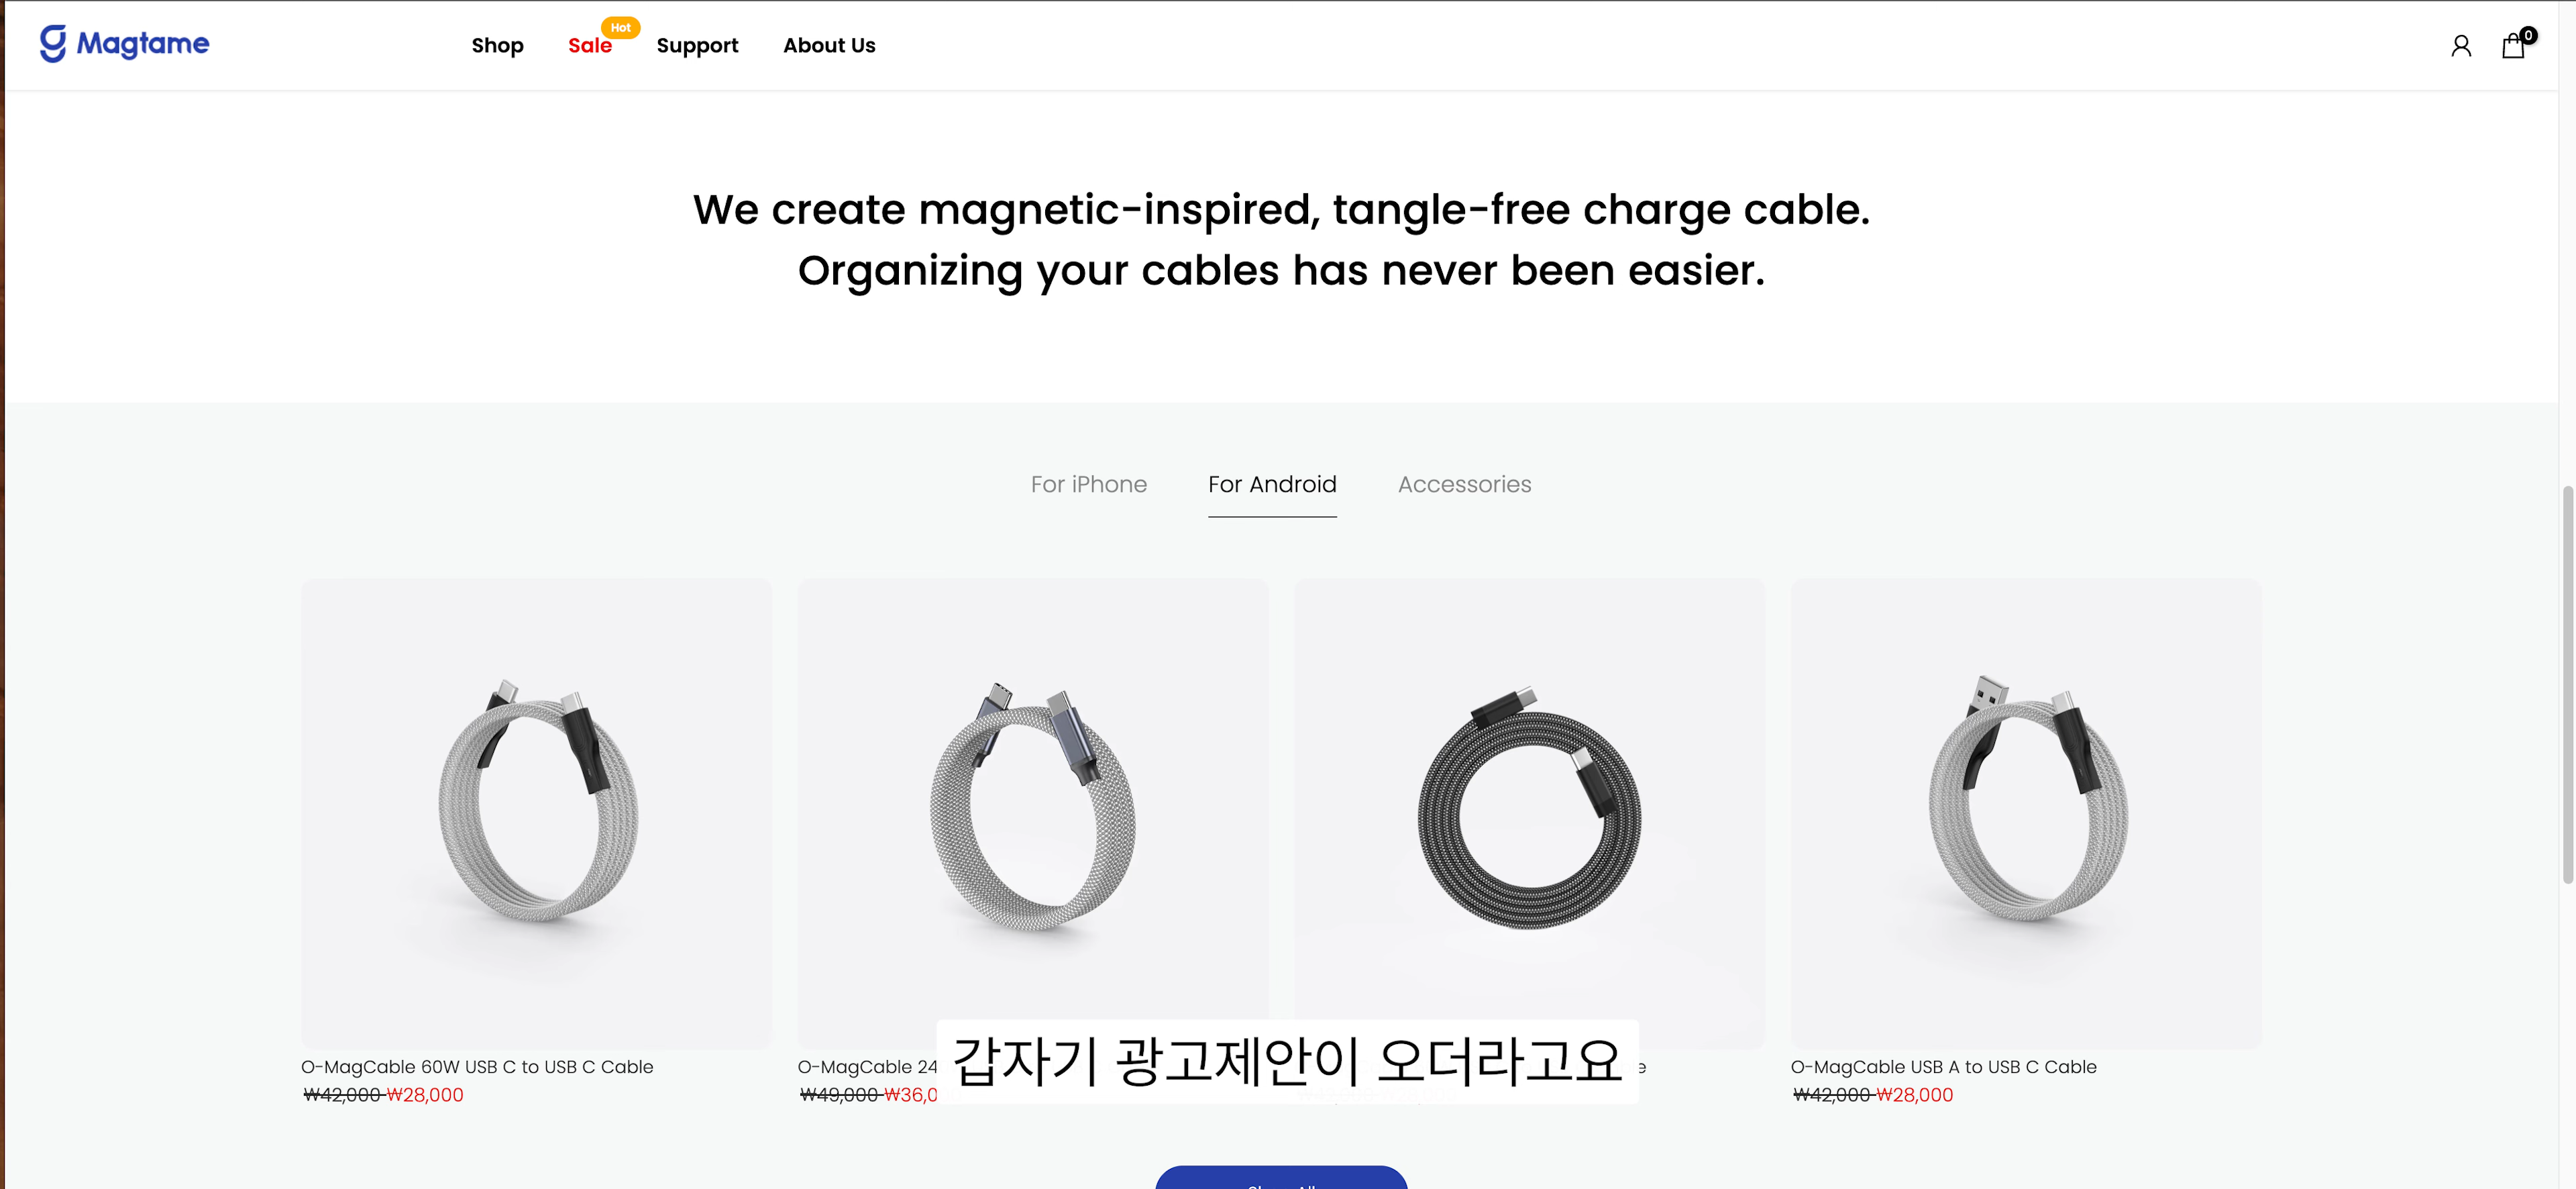 Magtame
Shop
Sale
Hot
Support
About Us
0
We create magnetic-inspired, tangle-free charge cable.
Organizing your cables has never been easier.
For iPhone
For Android
Accessories
O-MagCable 60W USB C to USB C Cable
₩42,000 ₩28,000
O-MagCable 24
₩49,000 ₩36,0
갑자기 광고제안이 오더라고요
e
O-MagCable USB A to USB C Cable
₩42,000 ₩28,000